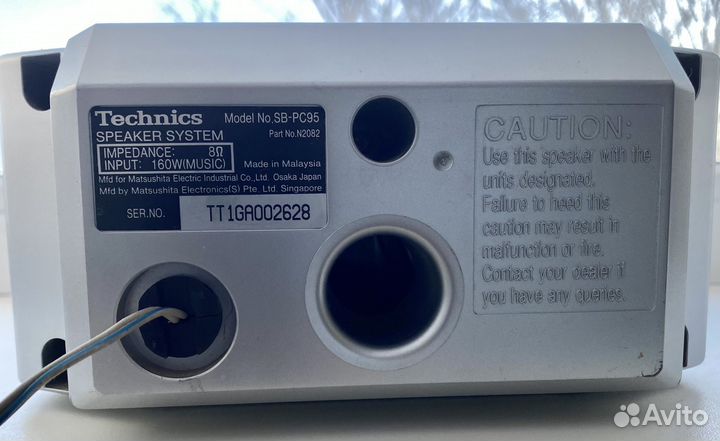 Technics
Model No.SB-PC95
SPEAKER SYSTEM
Part No.N2082
IMPEDANCE: 8Ω
INPUT: 160W(MUSIC)
Made in Malaysia
Mfd for Matsushita Electric Industrial Co.,Ltd. Osaka Japan
Mfd by Matsushita Electronics(S) Pte. Ltd. Singapore
SER.NO. TT1GA002628
CAUTION:
Use this speaker with the
units designated.
Failure to heed this
caution may result in
malfunction or fire.
Contact your dealer if
you have any queries.
Avito